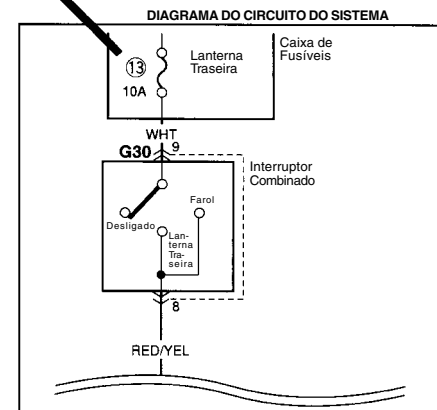 DIAGRAMA DO CIRCUITO DO SISTEMA
Caixa de
Fusíveis
Lanterna
Traseira
13
10A
WHT
G30
9
Interruptor
Combinado
Farol
Desligado
Lan-
terna
Tra-
seira
8
RED/YEL